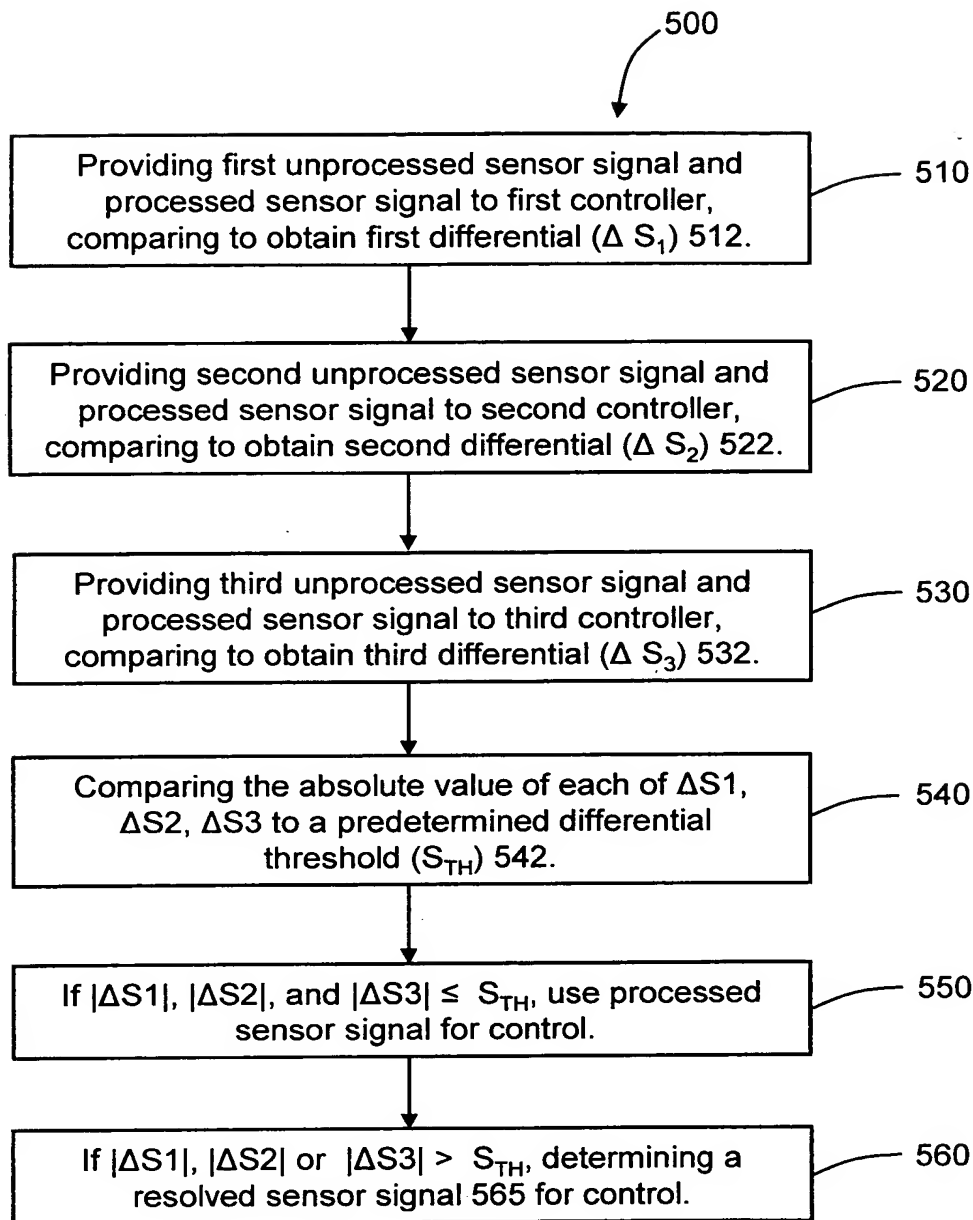 500
Providing first unprocessed sensor signal and
processed sensor signal to first controller,
comparing to obtain first differential (Δ S₁) 512.
510
Providing second unprocessed sensor signal and
processed sensor signal to second controller,
comparing to obtain second differential (Δ S₂) 522.
520
Providing third unprocessed sensor signal and
processed sensor signal to third controller,
comparing to obtain third differential (Δ S₃) 532.
530
Comparing the absolute value of each of ΔS1,
ΔS2, ΔS3 to a predetermined differential
threshold (S_TH) 542.
540
If |ΔS1|, |ΔS2|, and |ΔS3| ≤ S_TH, use processed
sensor signal for control.
550
If |ΔS1|, |ΔS2| or |ΔS3| > S_TH, determining a
resolved sensor signal 565 for control.
560